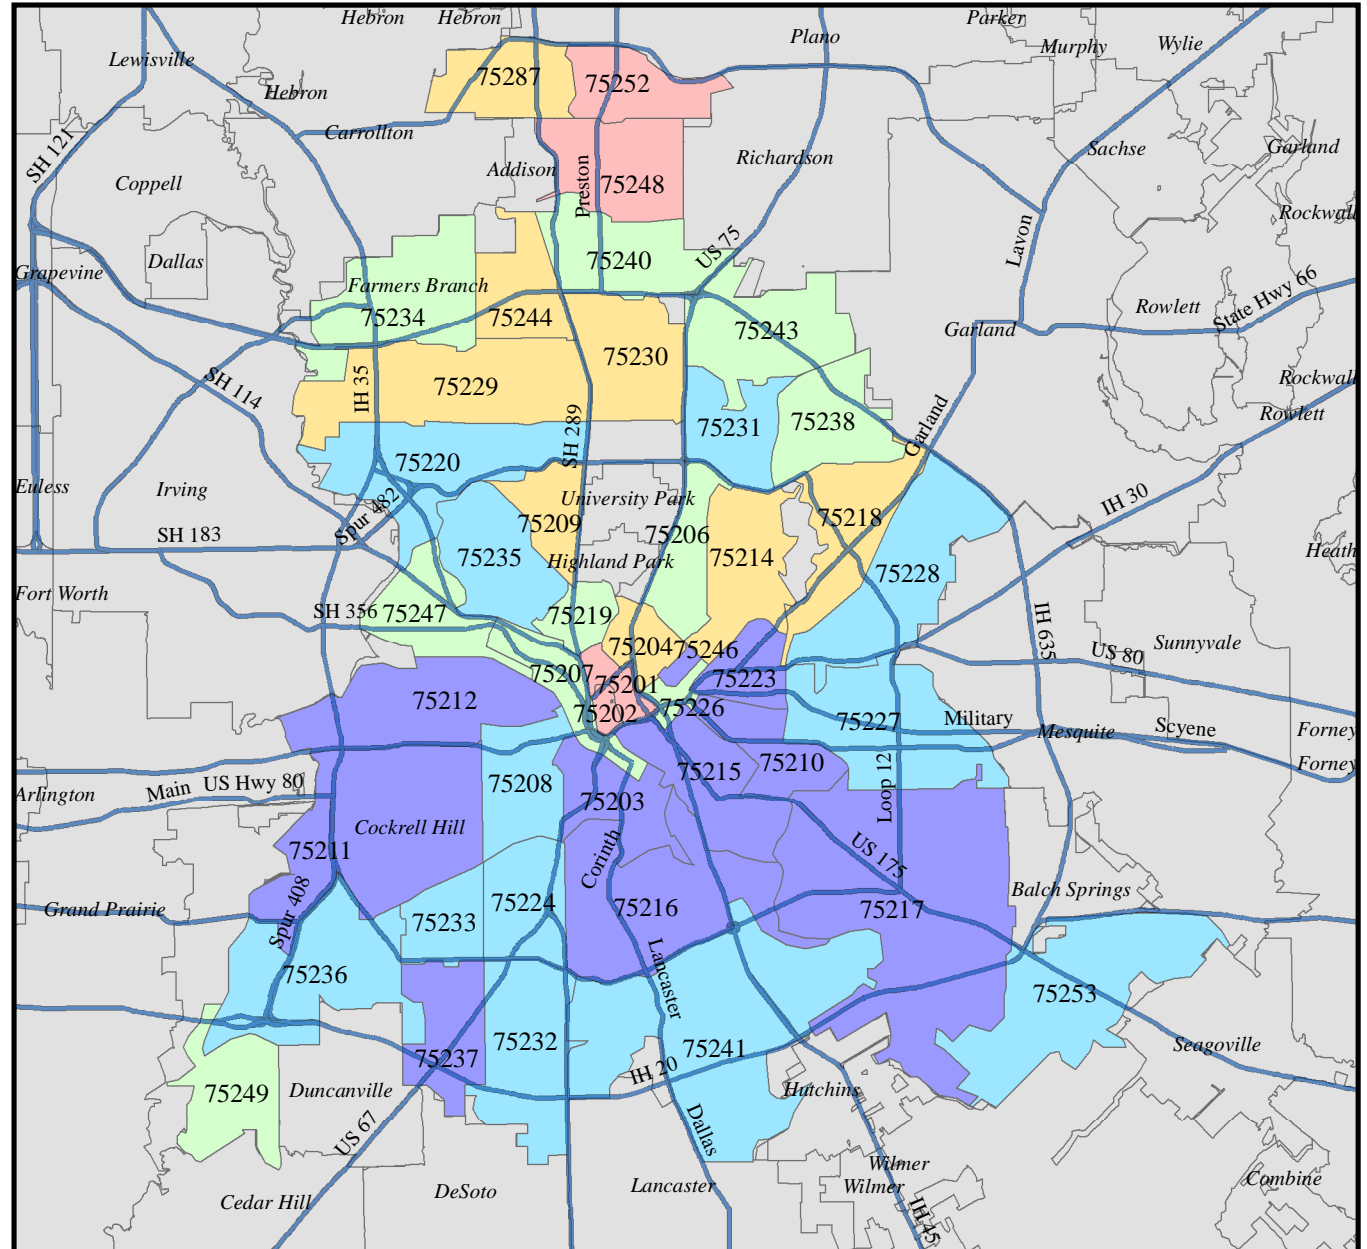 Hebron
Hebron
Parker
Plano
Murphy
Wylie
Lewisville
75287
75252
Hebron
SH 121
Carrollton
Addison
Richardson
Sachse
Garland
Coppell
Preston
75248
Rockwall
Lavon
US 75
Grapevine
Dallas
75240
Farmers Branch
75234
75244
75243
Garland
Rowlett
State Hwy 66
75230
75229
IH 35
SH 114
Rockwall
Rowlett
SH 289
75231
75238
Garland
75220
Euless
Irving
University Park
Spur 482
SH 183
75209
75206
75218
IH 30
75235
Highland Park
75214
75228
Heath
Fort Worth
SH 356
75247
75219
IH 635
75204
75246
Sunnyvale
US 80
75207
75201
75223
75212
75202
75226
75227
Military
Mesquite
Scyene
Forney
Forney
Arlington
Main
US Hwy 80
75208
75215
75210
Loop 12
75203
Cockrell Hill
75211
Corinth
US 175
Balch Springs
Grand Prairie
Spur 408
75233
75224
75216
75217
75236
Lancaster
75253
75237
75232
75241
Seagoville
IH 20
75249
Duncanville
Hutchins
US 67
Dallas
Wilmer
Wilmer
Combine
Cedar Hill
DeSoto
Lancaster
IH 45